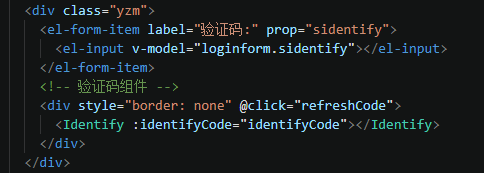 <div class="yzm">
<el-form-item label="验证码:" prop="sidentify">
<el-input v-model="loginform.sidentify"></el-input>
</el-form-item>
<!-- 验证码组件 -->
<div style="border: none" @click="refreshCode">
<Identify :identifyCode="identifyCode"></Identify>
</div>
</div>